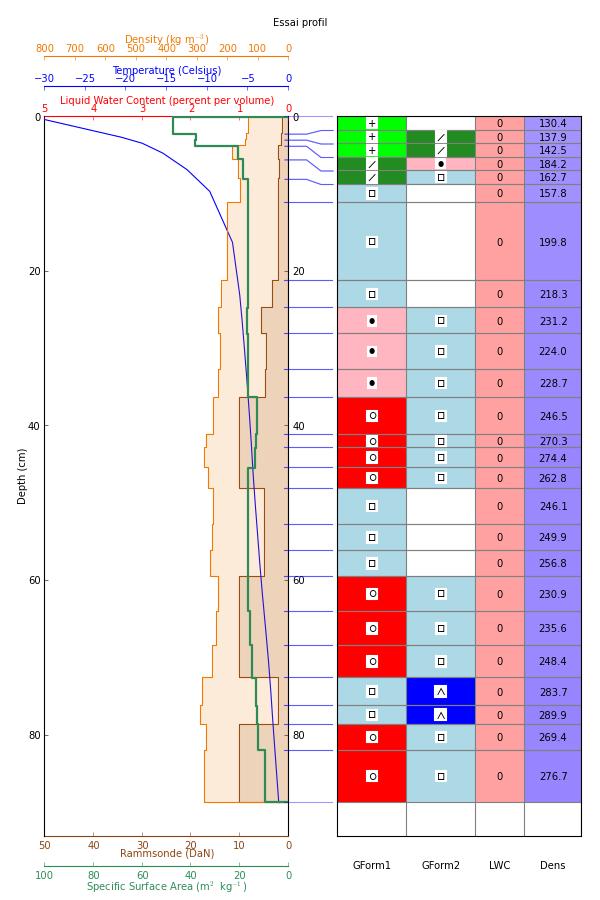 Essai profil
Density (kg m⁻³)
800 700 600 500 400 300 200 100 0
Temperature (Celsius)
−30 −25 −20 −15 −10 −5 0
Liquid Water Content (percent per volume)
5 4 3 2 1 0
0 0 + 0 130.4
+ / 0 137.9
+ / 0 142.5
/ ● 0 184.2
/ □ 0 162.7
□ 0 157.8
□ 0 199.8
20 20
□ 0 218.3
● □ 0 231.2
● □ 0 224.0
● □ 0 228.7
40 40 ○ □ 0 246.5
○ □ 0 270.3
○ □ 0 274.4
○ □ 0 262.8
Depth (cm)
□ 0 246.1
□ 0 249.9
□ 0 256.8
60 60 ○ □ 0 230.9
○ □ 0 235.6
○ □ 0 248.4
□ ∧ 0 283.7
□ ∧ 0 289.9
80 80 ○ □ 0 269.4
○ □ 0 276.7
50 40 30 20 10 0
Rammsonde (DaN)
GForm1 GForm2 LWC Dens
100 80 60 40 20 0
Specific Surface Area (m² kg⁻¹)